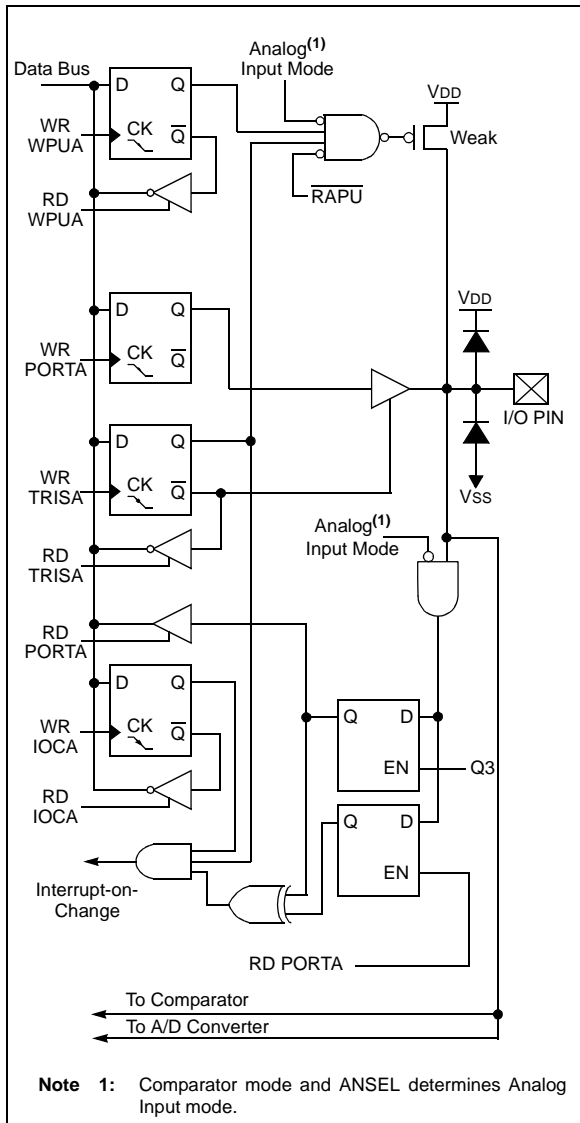 Analog(1)
Input Mode
Data Bus
D Q
CK Q
WR
WPUA
RD
WPUA
VDD
Weak
RAPU
D Q
CK Q
WR
PORTA
VDD
I/O PIN
VSS
D Q
CK Q
WR
TRISA
RD
TRISA
Analog(1)
Input Mode
RD
PORTA
D Q
CK Q
WR
IOCA
RD
IOCA
Q D
EN
Q3
Q D
EN
Interrupt-on-
Change
RD PORTA
To Comparator
To A/D Converter
Note 1: Comparator mode and ANSEL determines Analog
Input mode.